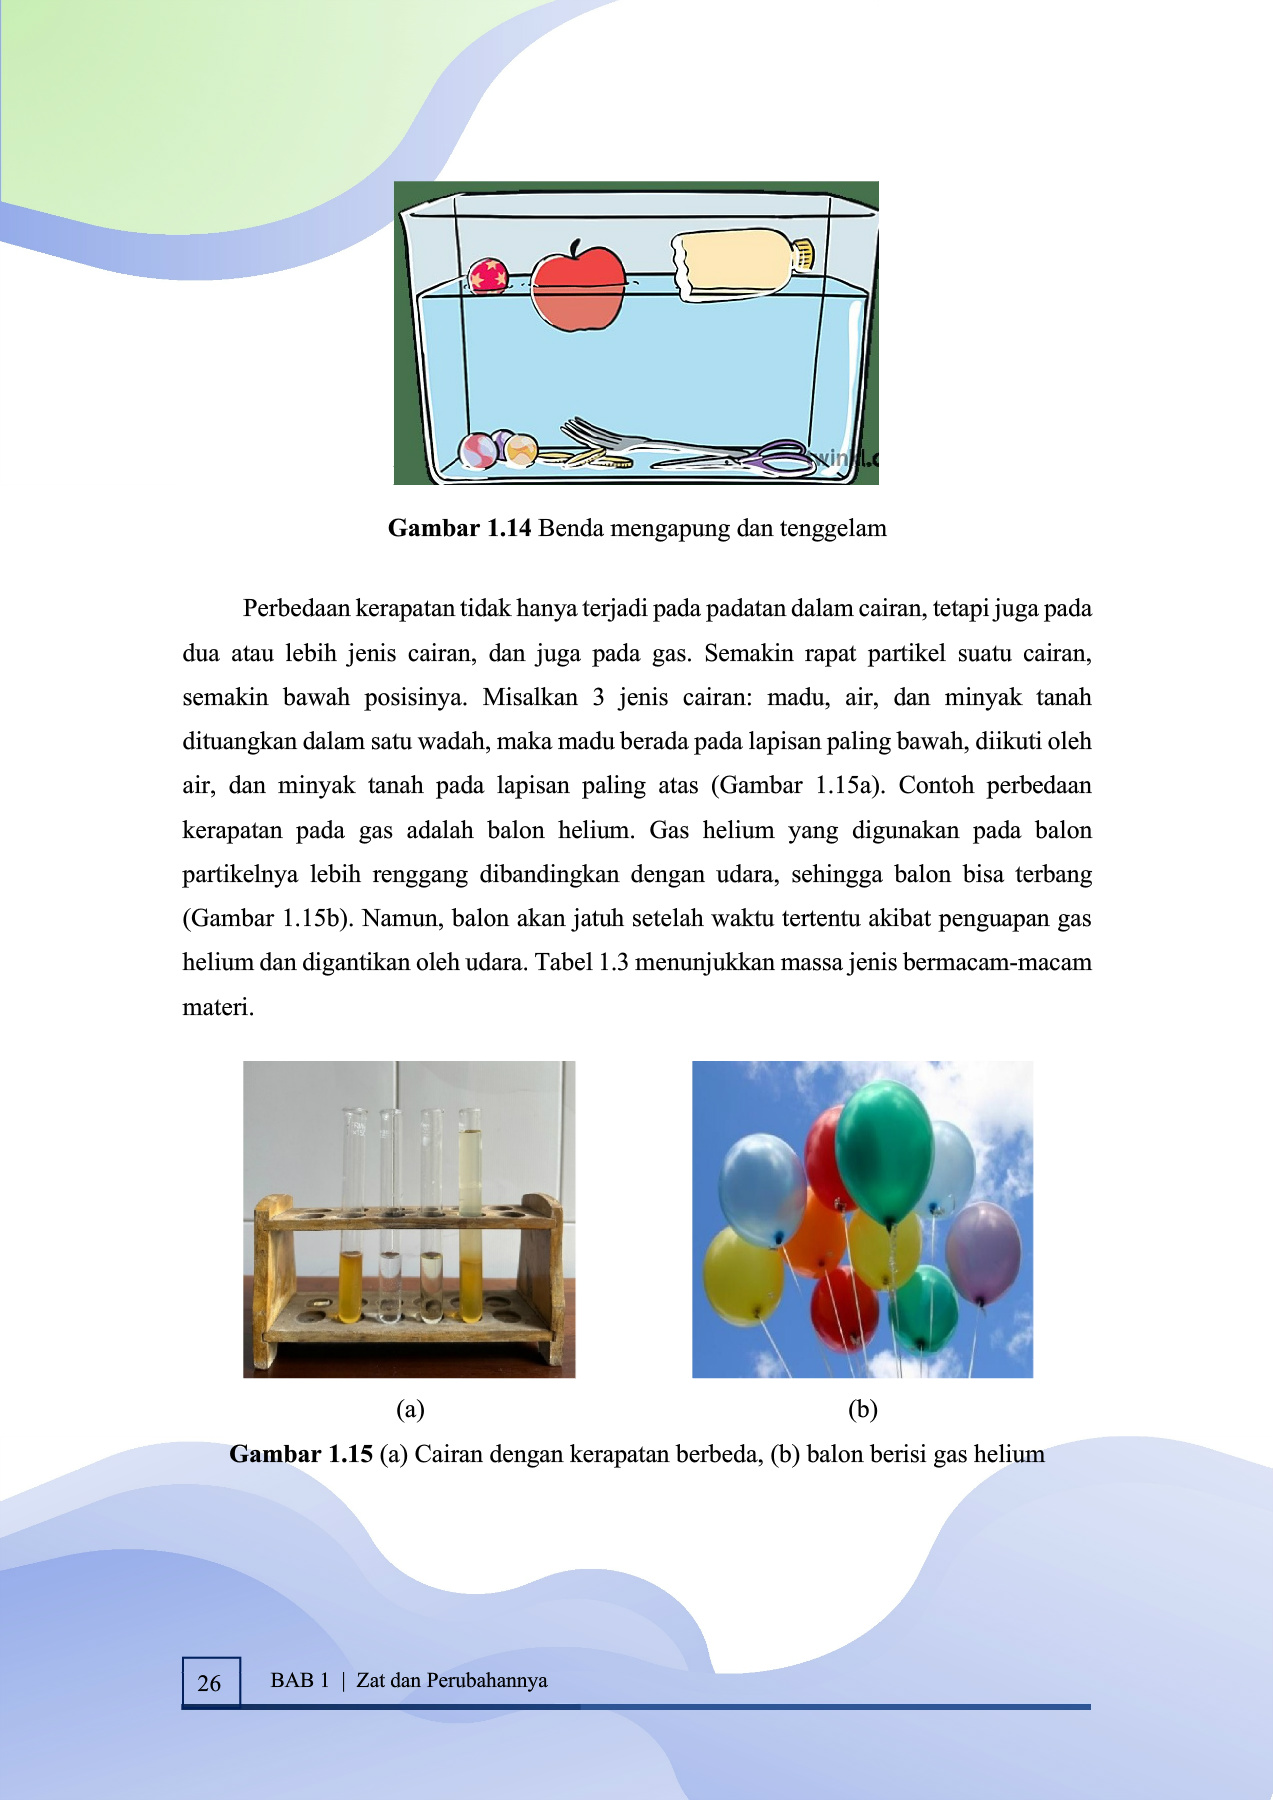 Gambar 1.14 Benda mengapung dan tenggelam
Perbedaan kerapatan tidak hanya terjadi pada padatan dalam cairan, tetapi juga pada
dua atau lebih jenis cairan, dan juga pada gas. Semakin rapat partikel suatu cairan,
semakin bawah posisinya. Misalkan 3 jenis cairan: madu, air, dan minyak tanah
dituangkan dalam satu wadah, maka madu berada pada lapisan paling bawah, diikuti oleh
air, dan minyak tanah pada lapisan paling atas (Gambar 1.15a). Contoh perbedaan
kerapatan pada gas adalah balon helium. Gas helium yang digunakan pada balon
partikelnya lebih renggang dibandingkan dengan udara, sehingga balon bisa terbang
(Gambar 1.15b). Namun, balon akan jatuh setelah waktu tertentu akibat penguapan gas
helium dan digantikan oleh udara. Tabel 1.3 menunjukkan massa jenis bermacam-macam
materi.
(a) (b)
Gambar 1.15 (a) Cairan dengan kerapatan berbeda, (b) balon berisi gas helium
26 BAB 1 | Zat dan Perubahannya